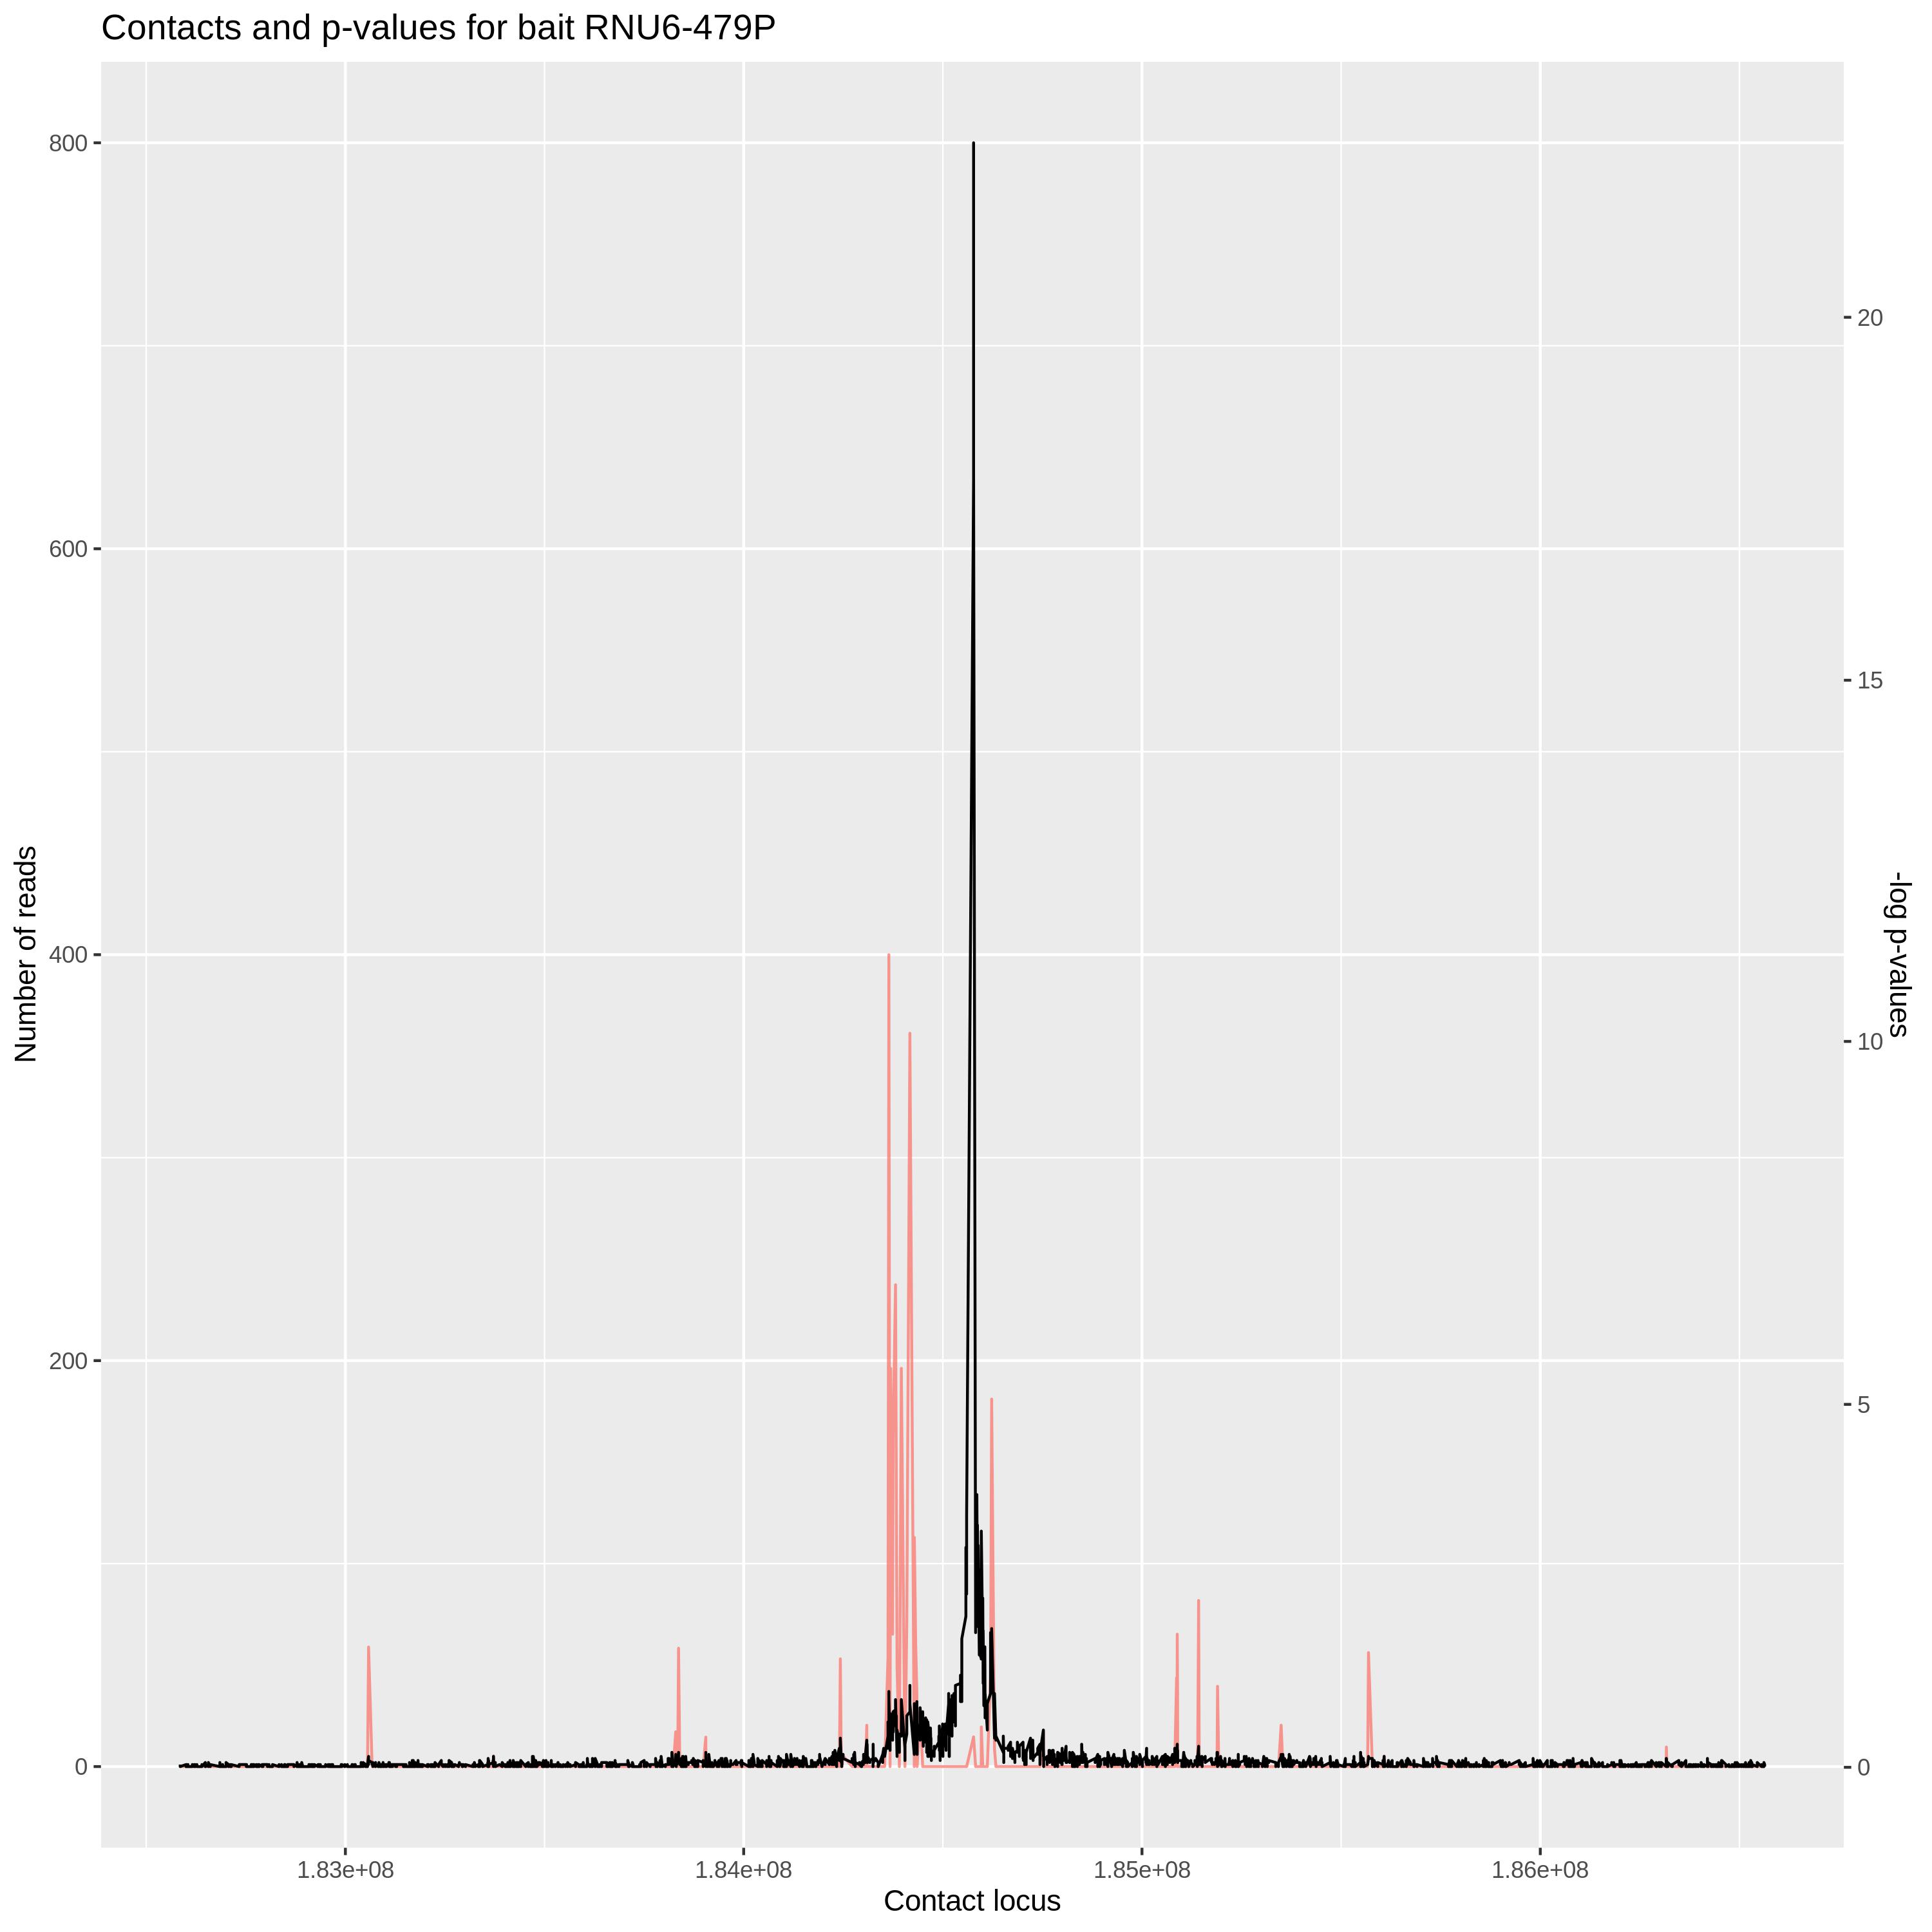 Contacts and p-values for bait RNU6-479P
800
600
400
200
0
20
15
10
5
0
Number of reads
-log p-values
1.83e+08
1.84e+08
1.85e+08
1.86e+08
Contact locus